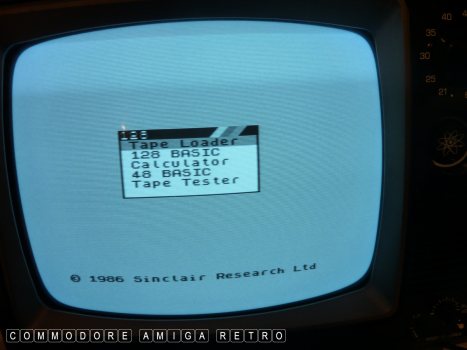 128
Tape Loader
128 BASIC
Calculator
48 BASIC
Tape Tester
© 1986 Sinclair Research Ltd
40
35
30
25
21
COMMODORE AMIGA RETRO